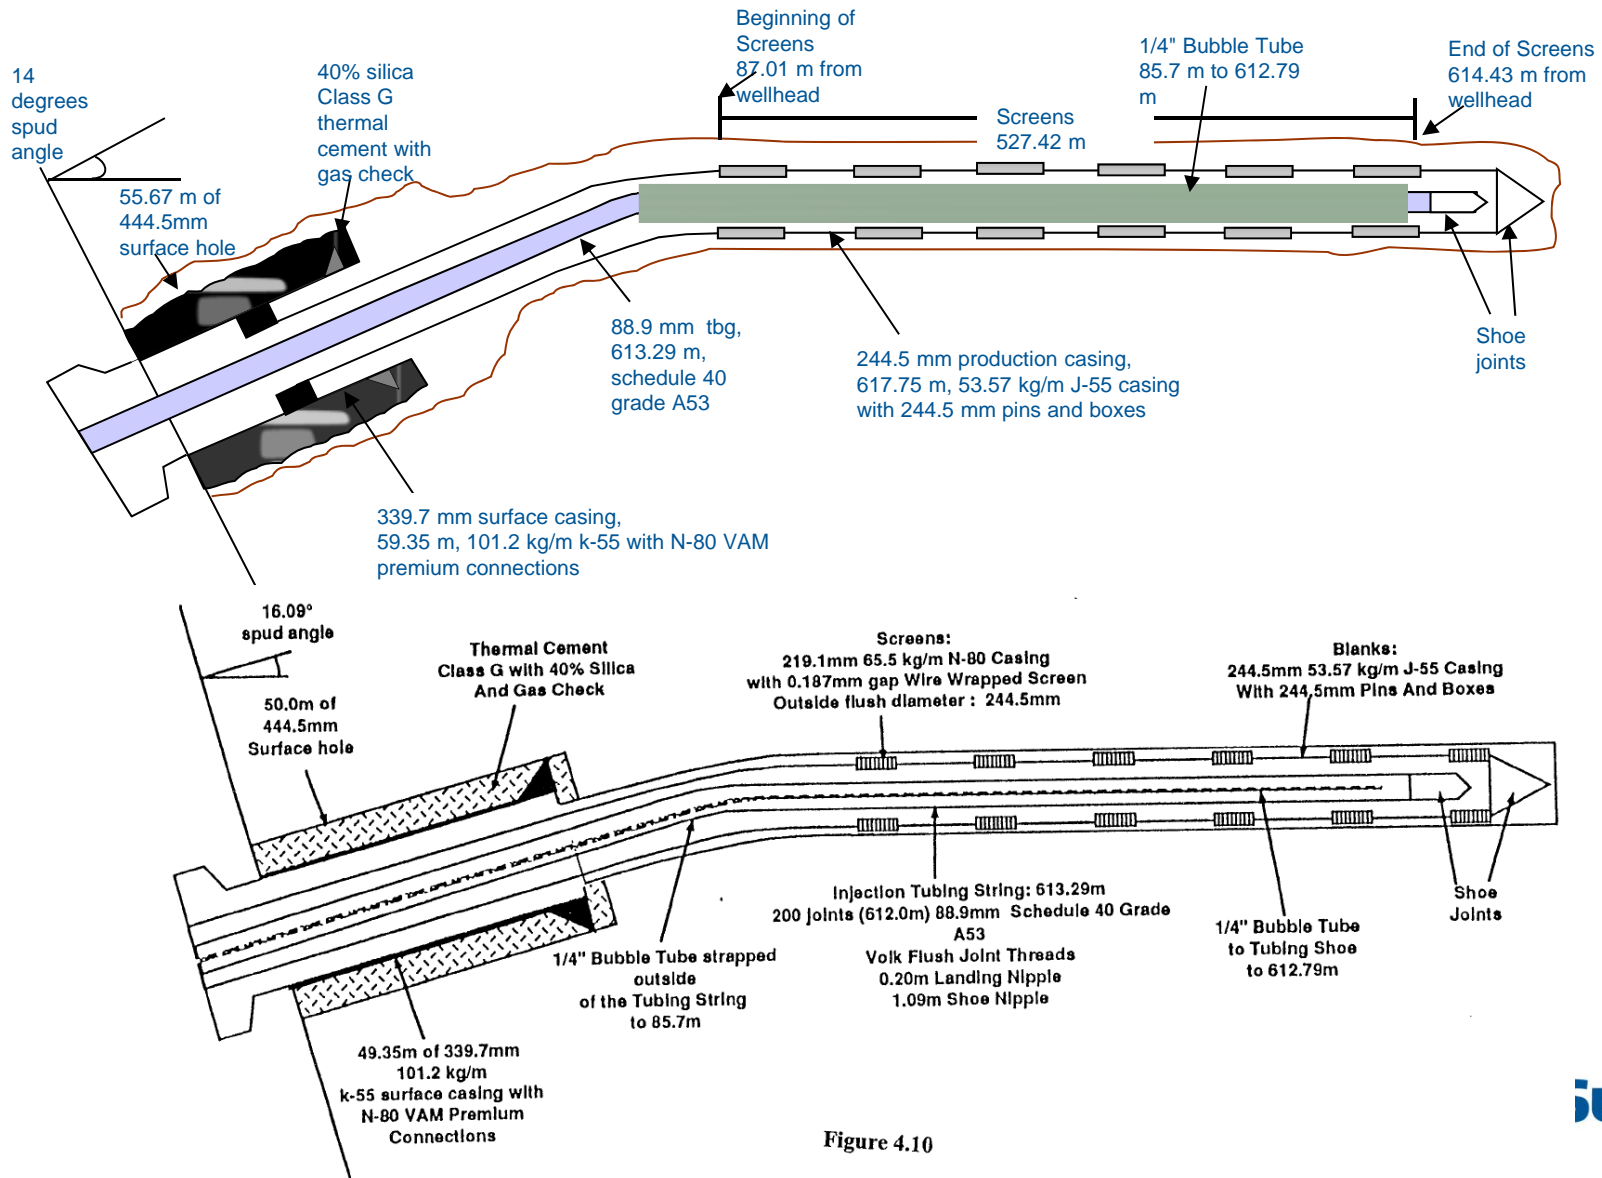 14
degrees
spud
angle
40% silica
Class G
thermal
cement with
gas check
Beginning of
Screens
87.01 m from
wellhead
1/4" Bubble Tube
85.7 m to 612.79
m
End of Screens
614.43 m from
wellhead
Screens
527.42 m
55.67 m of
444.5mm
surface hole
88.9 mm tbg,
613.29 m,
schedule 40
grade A53
244.5 mm production casing,
617.75 m, 53.57 kg/m J-55 casing
with 244.5 mm pins and boxes
Shoe
joints
339.7 mm surface casing,
59.35 m, 101.2 kg/m k-55 with N-80 VAM
premium connections
16.09°
spud angle
Thermal Cement
Class G with 40% Silica
And Gas Check
Screens:
219.1mm 65.5 kg/m N-80 Casing
with 0.187mm gap Wire Wrapped Screen
Outside flush diameter : 244.5mm
Blanks:
244.5mm 53.57 kg/m J-55 Casing
With 244.5mm Pins And Boxes
50.0m of
444.5mm
Surface hole
Injection Tubing String: 613.29m
200 joints (612.0m) 88.9mm Schedule 40 Grade
A53
Volk Flush Joint Threads
0.20m Landing Nipple
1.09m Shoe Nipple
1/4" Bubble Tube strapped
outside
of the Tubing String
to 85.7m
1/4" Bubble Tube
to Tubing Shoe
to 612.79m
Shoe
Joints
49.35m of 339.7mm
101.2 kg/m
k-55 surface casing with
N-80 VAM Premium
Connections
Figure 4.10
Su